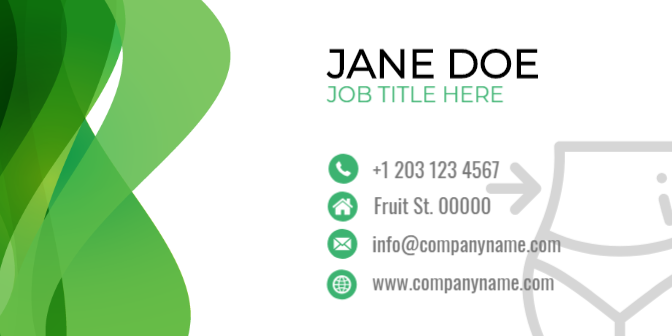 JANE DOE
JOB TITLE HERE
+1 203 123 4567
Fruit St. 00000
info@companyname.com
www.companyname.com